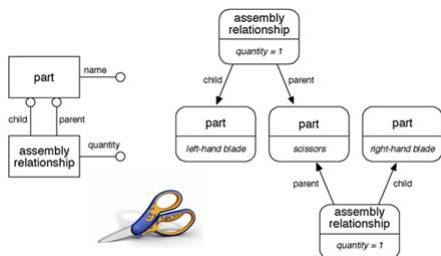 part
name
child
parent
assembly
relationship
quantity
assembly
relationship
quantity = 1
child
parent
part
left-hand blade
part
scissors
part
right-hand blade
parent
child
assembly
relationship
quantity = 1